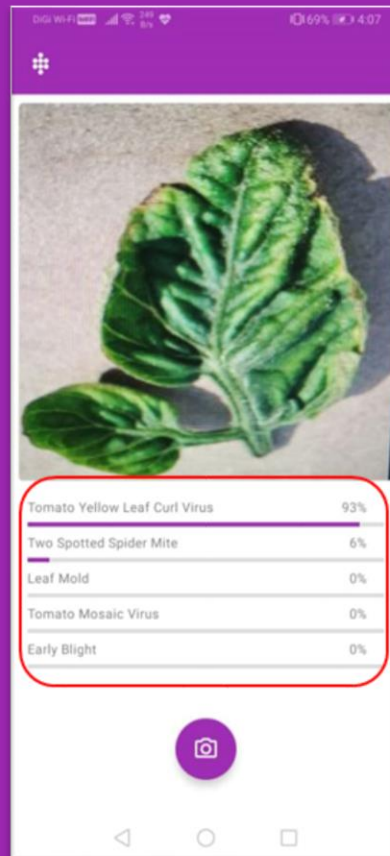 DiGi Wi-Fi
249
B/s
69%
4:07
Tomato Yellow Leaf Curl Virus 93%
Two Spotted Spider Mite 6%
Leaf Mold 0%
Tomato Mosaic Virus 0%
Early Blight 0%